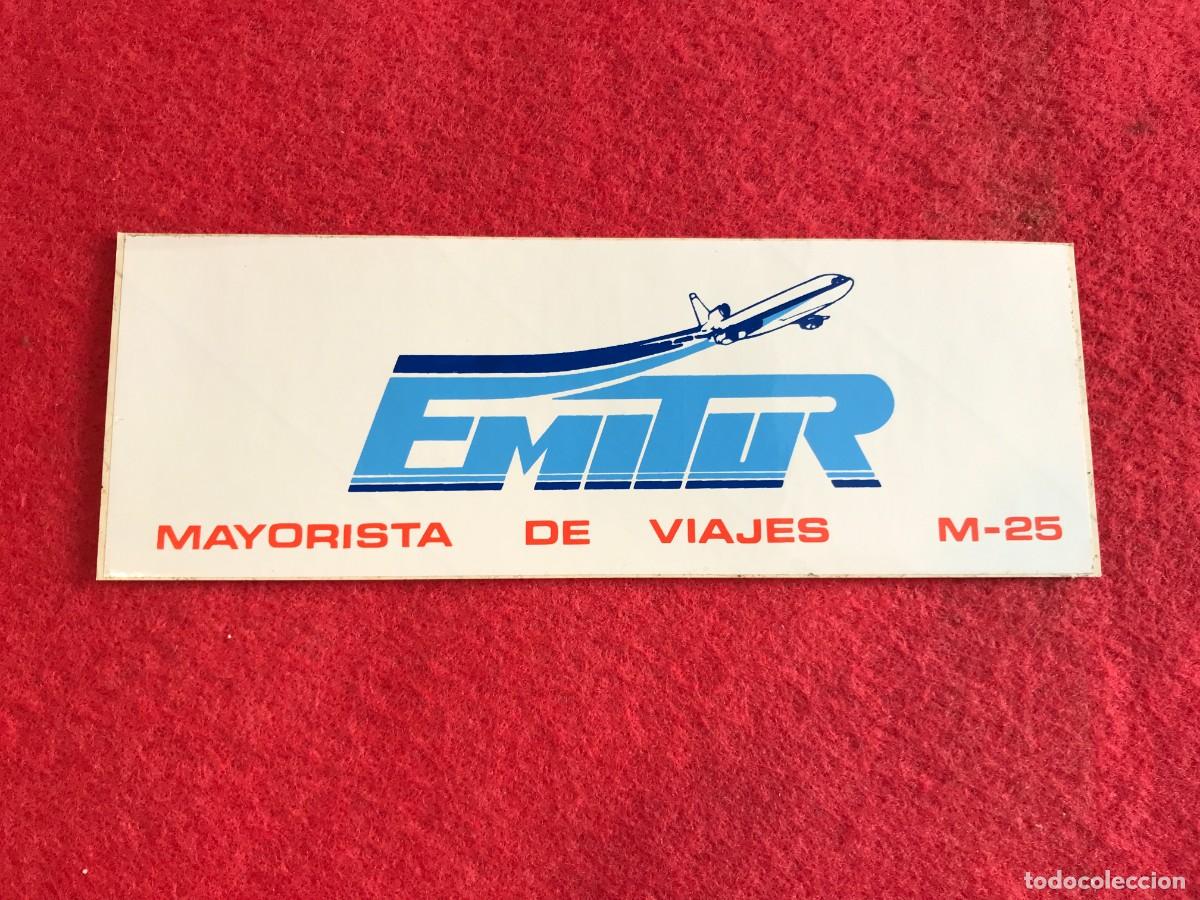 EMITUR
MAYORISTA DE VIAJES M-25
todocoleccion